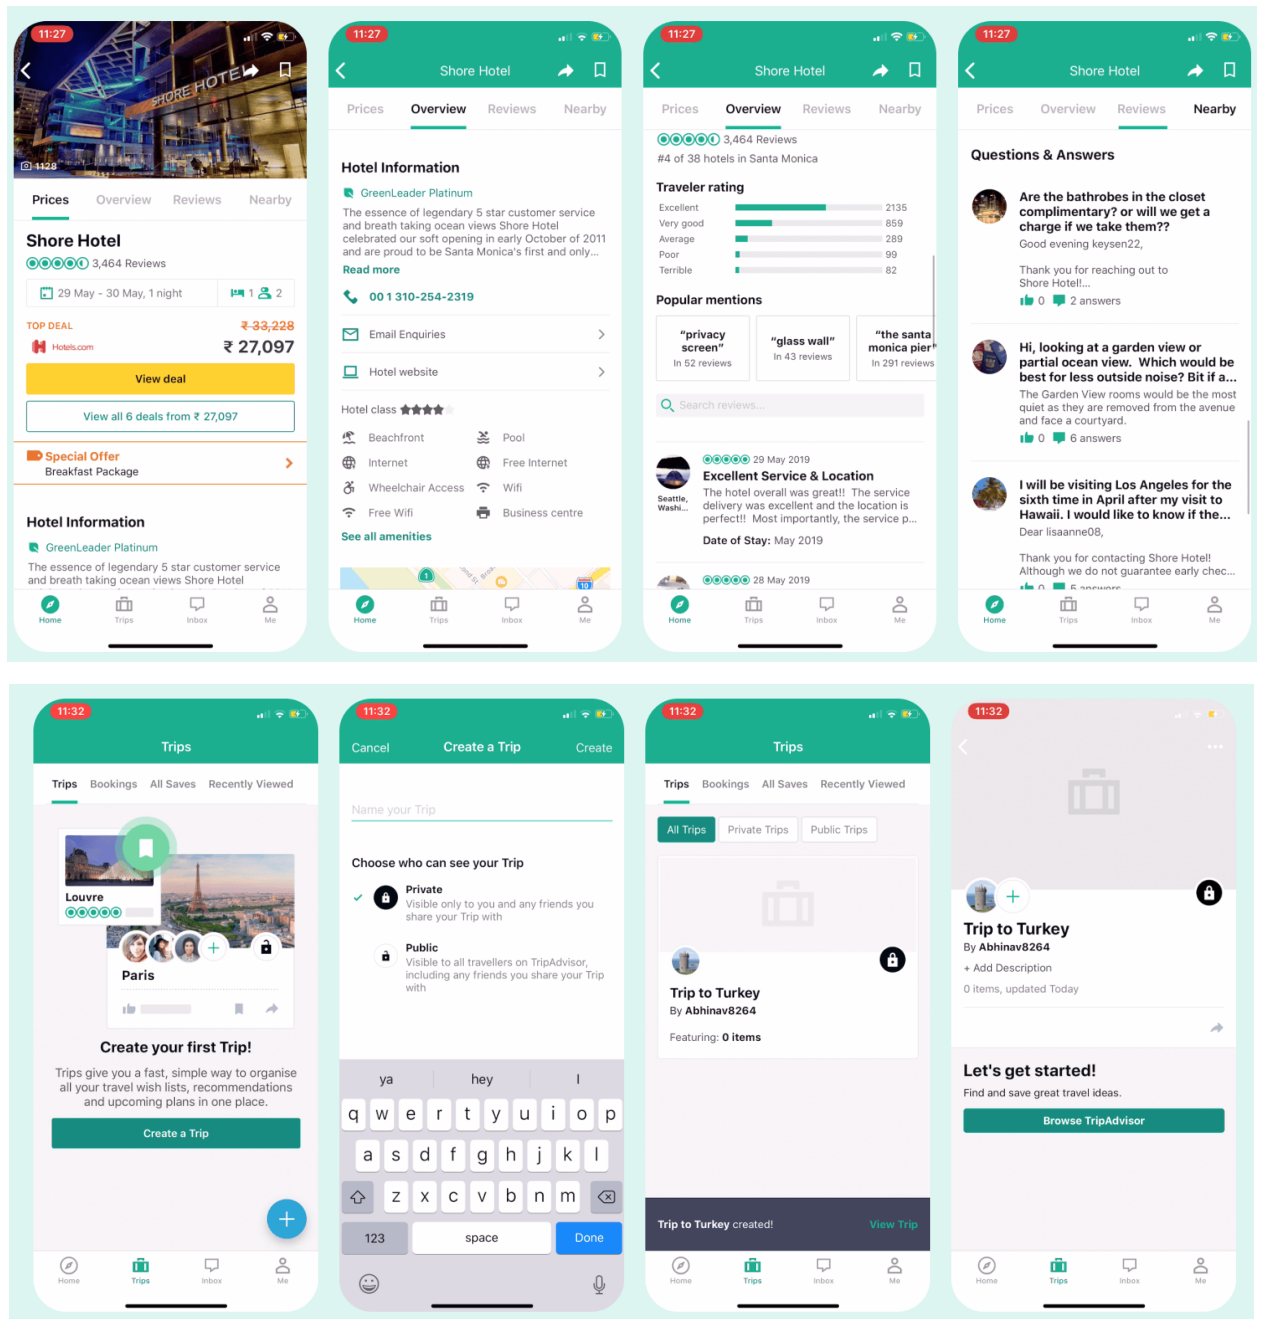 11:27
SHORE HOTEL
1128
Prices Overview Reviews Nearby
Shore Hotel
3,464 Reviews
29 May - 30 May, 1 night 1 2
TOP DEAL ₹ 33,228
Hotels.com ₹ 27,097
View deal
View all 6 deals from ₹ 27,097
Special Offer
Breakfast Package
Hotel Information
GreenLeader Platinum
The essence of legendary 5 star customer service
and breath taking ocean views Shore Hotel
Home Trips Inbox Me
11:27
Shore Hotel
Prices Overview Reviews Nearby
Hotel Information
GreenLeader Platinum
The essence of legendary 5 star customer service
and breath taking ocean views Shore Hotel
celebrated our soft opening in early October of 2011
and are proud to be Santa Monica's first and only...
Read more
00 1 310-254-2319
Email Enquiries
Hotel website
Hotel class
Beachfront Pool
Internet Free Internet
Wheelchair Access Wifi
Free Wifi Business centre
See all amenities
1
10
Home Trips Inbox Me
11:27
Shore Hotel
Prices Overview Reviews Nearby
3,464 Reviews
#4 of 38 hotels in Santa Monica
Traveler rating
Excellent 2135
Very good 859
Average 289
Poor 99
Terrible 82
Popular mentions
“privacy
screen”
In 52 reviews
“glass wall”
In 43 reviews
“the santa
monica pier”
In 291 reviews
Search reviews...
29 May 2019
Excellent Service & Location
The hotel overall was great!! The service
delivery was excellent and the location is
perfect!! Most importantly, the service p...
Seattle,
Washi...
Date of Stay: May 2019
28 May 2019
Home Trips Inbox Me
11:27
Shore Hotel
Prices Overview Reviews Nearby
Questions & Answers
Are the bathrobes in the closet
complimentary? or will we get a
charge if we take them??
Good evening keysen22,
Thank you for reaching out to
Shore Hotel!...
0 2 answers
Hi, looking at a garden view or
partial ocean view. Which would be
best for less outside noise? Bit if a...
The Garden View rooms would be the most
quiet as they are removed from the avenue
and face a courtyard.
0 6 answers
I will be visiting Los Angeles for the
sixth time in April after my visit to
Hawaii. I would like to know if the...
Dear lisaanne08,
Thank you for contacting Shore Hotel!
Although we do not guarantee early chec...
0 5 answers
Home Trips Inbox Me
11:32
Trips
Trips Bookings All Saves Recently Viewed
Louvre
Paris
Create your first Trip!
Trips give you a fast, simple way to organise
all your travel wish lists, recommendations
and upcoming plans in one place.
Create a Trip
Home Trips Inbox Me
11:32
Cancel Create a Trip Create
Name your Trip
Choose who can see your Trip
Private
Visible only to you and any friends you
share your Trip with
Public
Visible to all travellers on TripAdvisor,
including any friends you share your Trip
with
ya hey I
q w e r t y u i o p
a s d f g h j k l
z x c v b n m
123 space Done
11:32
Trips
Trips Bookings All Saves Recently Viewed
All Trips Private Trips Public Trips
Trip to Turkey
By Abhinav8264
Featuring: 0 items
Trip to Turkey created! View Trip
Home Trips Inbox Me
11:32
Trip to Turkey
By Abhinav8264
+ Add Description
0 items, updated Today
Let's get started!
Find and save great travel ideas.
Browse TripAdvisor
Home Trips Inbox Me